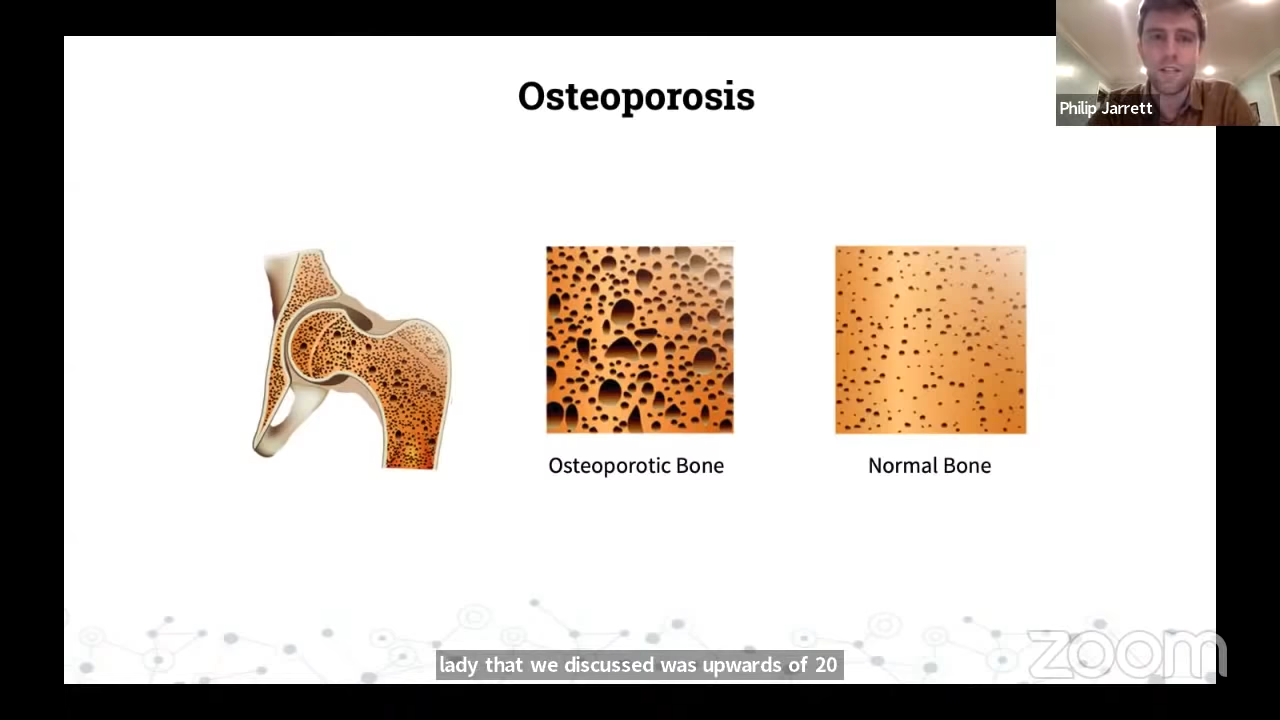 Osteoporosis
Philip Jarrett
Osteoporotic Bone
Normal Bone
zoom
lady that we discussed was upwards of 20